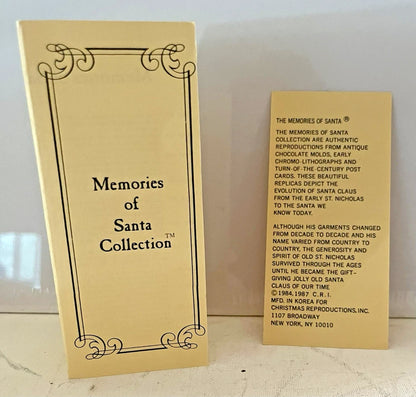 Memories
of
Santa
Collection™
THE MEMORIES OF SANTA ®
THE MEMORIES OF SANTA
COLLECTION ARE AUTHENTIC
REPRODUCTIONS FROM ANTIQUE
CHOCOLATE MOLDS, EARLY
CHROMO-LITHOGRAPHS AND
TURN-OF-THE-CENTURY POST
CARDS. THESE BEAUTIFUL
REPLICAS DEPICT THE
EVOLUTION OF SANTA CLAUS
FROM THE EARLY ST. NICHOLAS
TO THE SANTA WE
KNOW TODAY.
ALTHOUGH HIS GARMENTS CHANGED
FROM DECADE TO DECADE AND HIS
NAME VARIED FROM COUNTRY TO
COUNTRY, THE GENEROSITY AND
SPIRIT OF OLD ST. NICHOLAS
SURVIVED THROUGH THE AGES
UNTIL HE BECAME THE GIFT-
GIVING JOLLY OLD SANTA
CLAUS OF OUR TIME
©1984,1987 C.R.I.
MFD. IN KOREA FOR
CHRISTMAS REPRODUCTIONS, INC.
1107 BROADWAY
NEW YORK, NY 10010